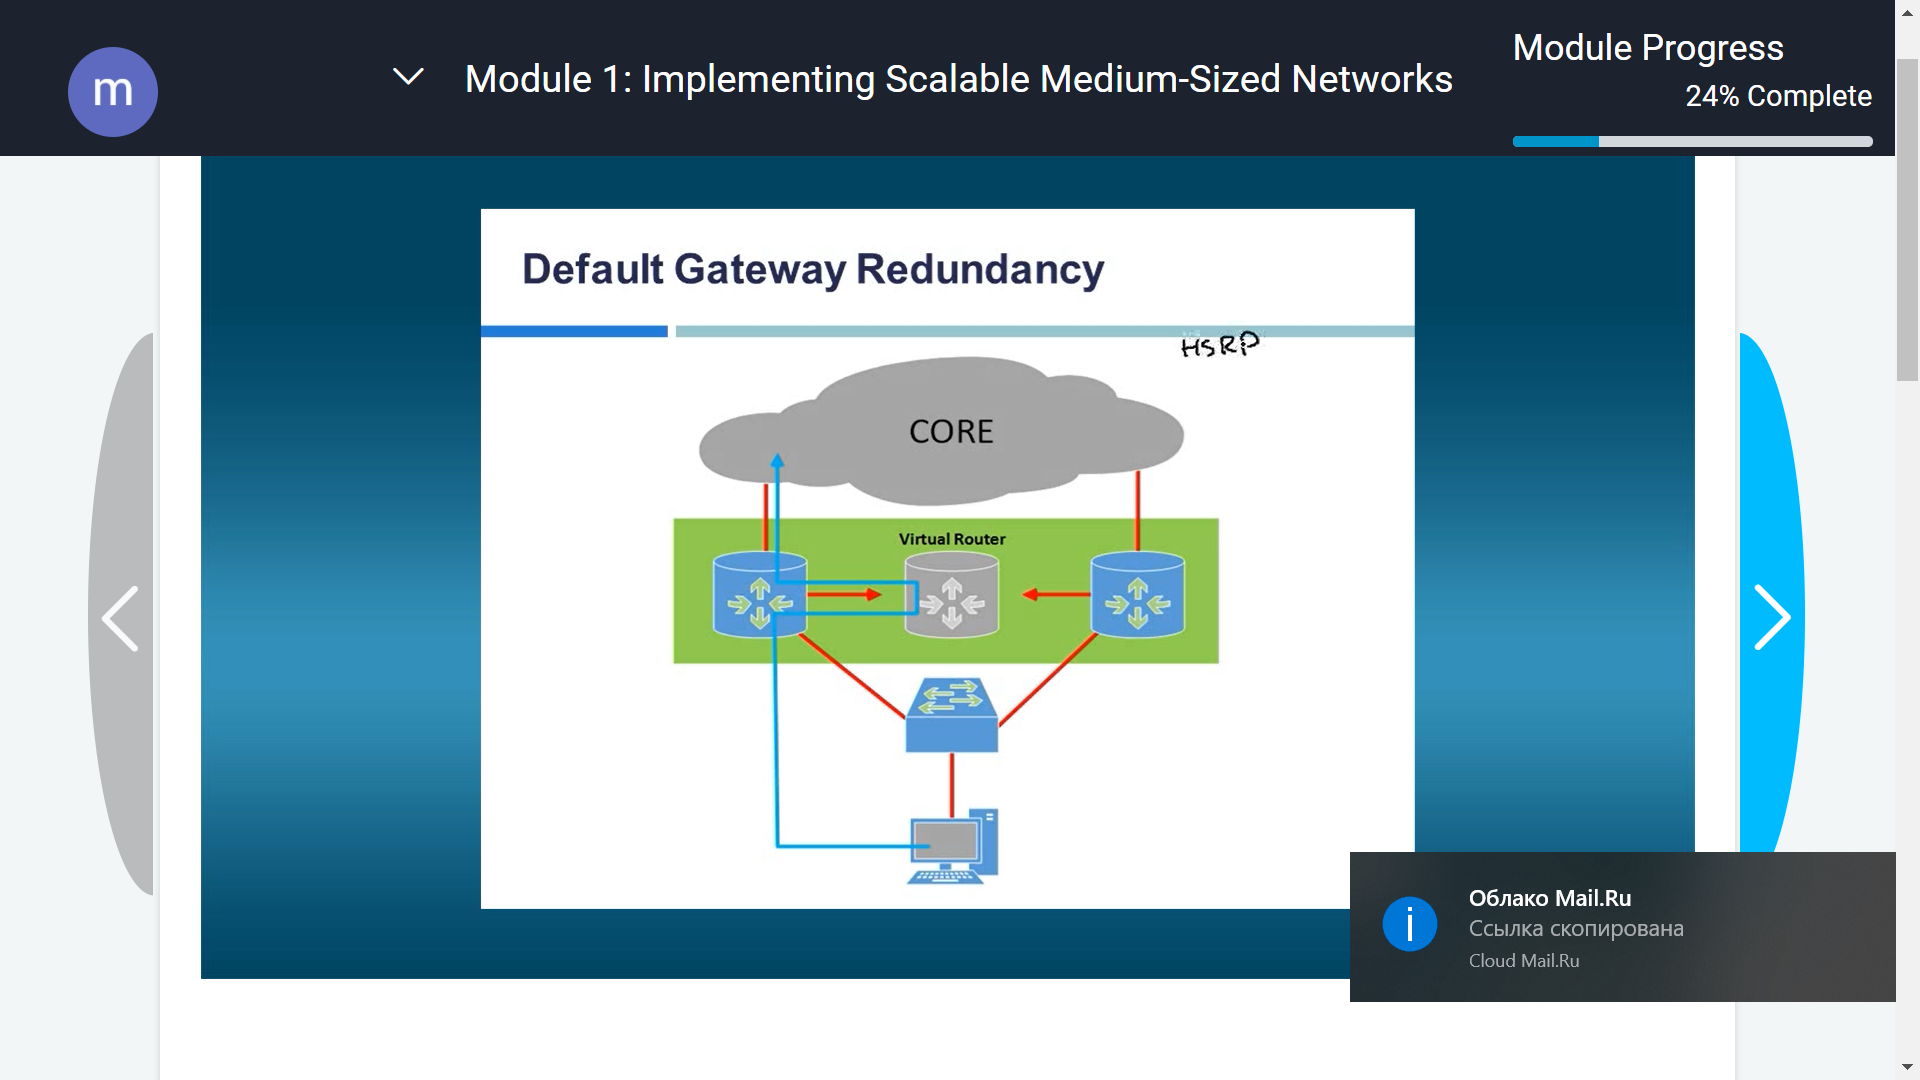 m
Module 1: Implementing Scalable Medium-Sized Networks
Module Progress
24% Complete
Default Gateway Redundancy
HSRP
CORE
Virtual Router
Облако Mail.Ru
Ссылка скопирована
Cloud Mail.Ru